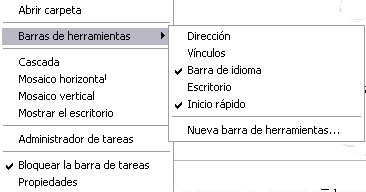 Abrir carpeta
Barras de herramientas
Cascada
Mosaico horizontal
Mosaico vertical
Mostrar el escritorio
Administrador de tareas
Bloquear la barra de tareas
Propiedades
Dirección
Vínculos
Barra de idioma
Escritorio
Inicio rápido
Nueva barra de herramientas...